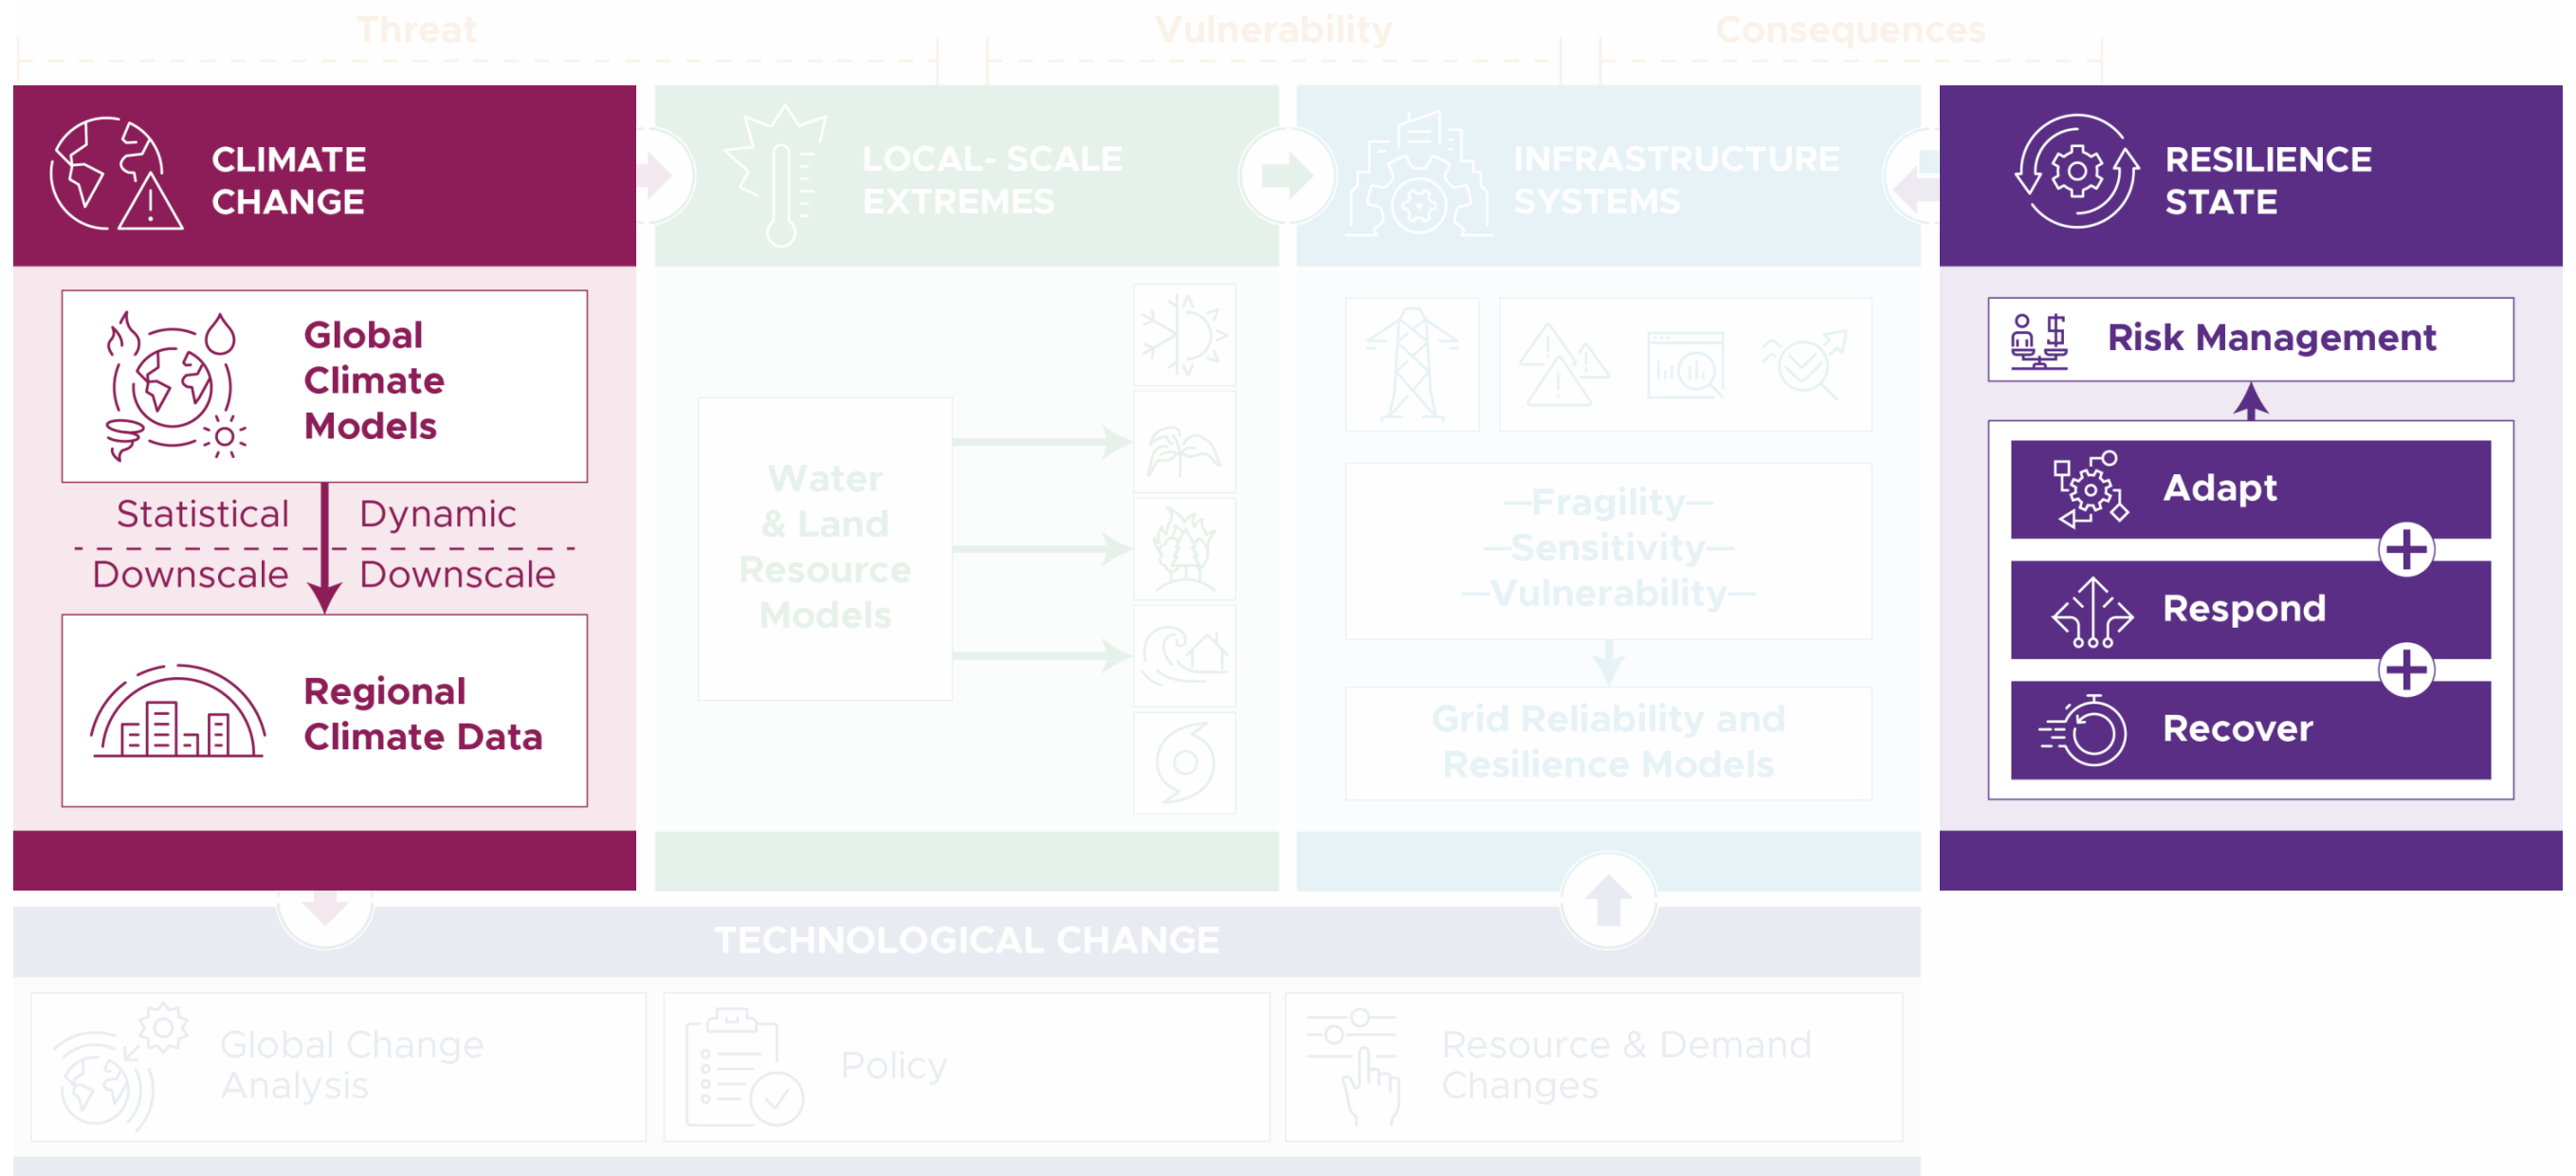 Threat
Vulnerability
Consequences
CLIMATE
CHANGE
Global
Climate
Models
Statistical
Dynamic
Downscale
Downscale
Regional
Climate Data
LOCAL- SCALE
EXTREMES
Water
& Land
Resource
Models
INFRASTRUCTURE
SYSTEMS
—Fragility—
—Sensitivity—
—Vulnerability—
Grid Reliability and
Resilience Models
RESILIENCE
STATE
Risk Management
Adapt
Respond
Recover
TECHNOLOGICAL CHANGE
Global Change
Analysis
Policy
Resource & Demand
Changes